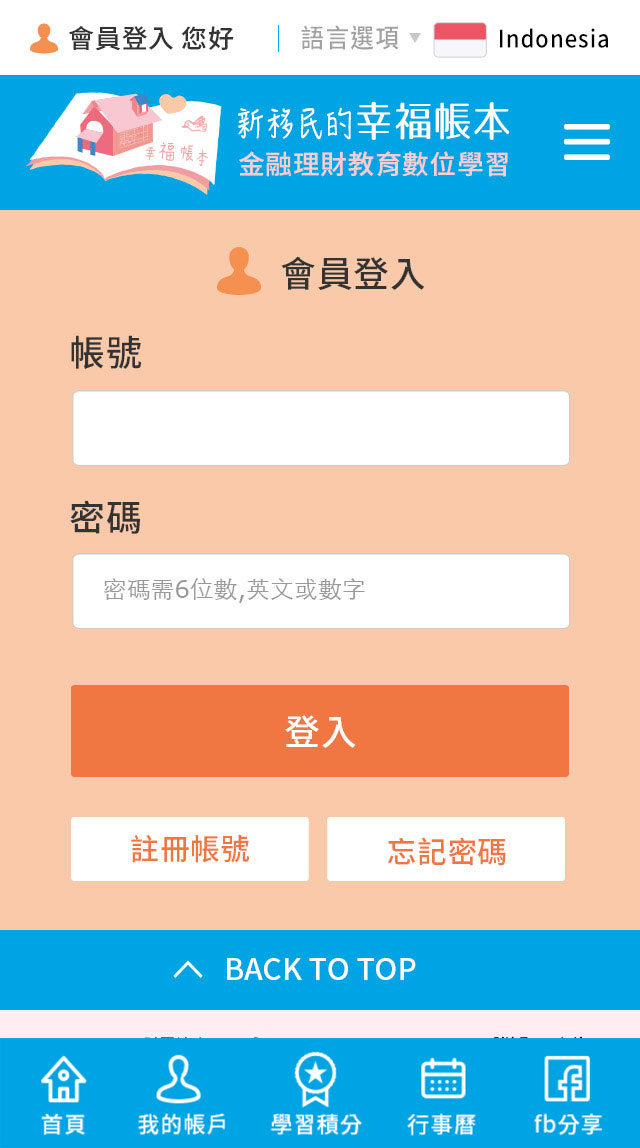 會員登入 您好
語言選項
Indonesia
幸福帳本
新移民的幸福帳本
金融理財教育數位學習
會員登入
帳號
密碼
密碼需6位數,英文或數字
登入
註冊帳號
忘記密碼
BACK TO TOP
首頁
我的帳戶
學習積分
行事曆
fb分享